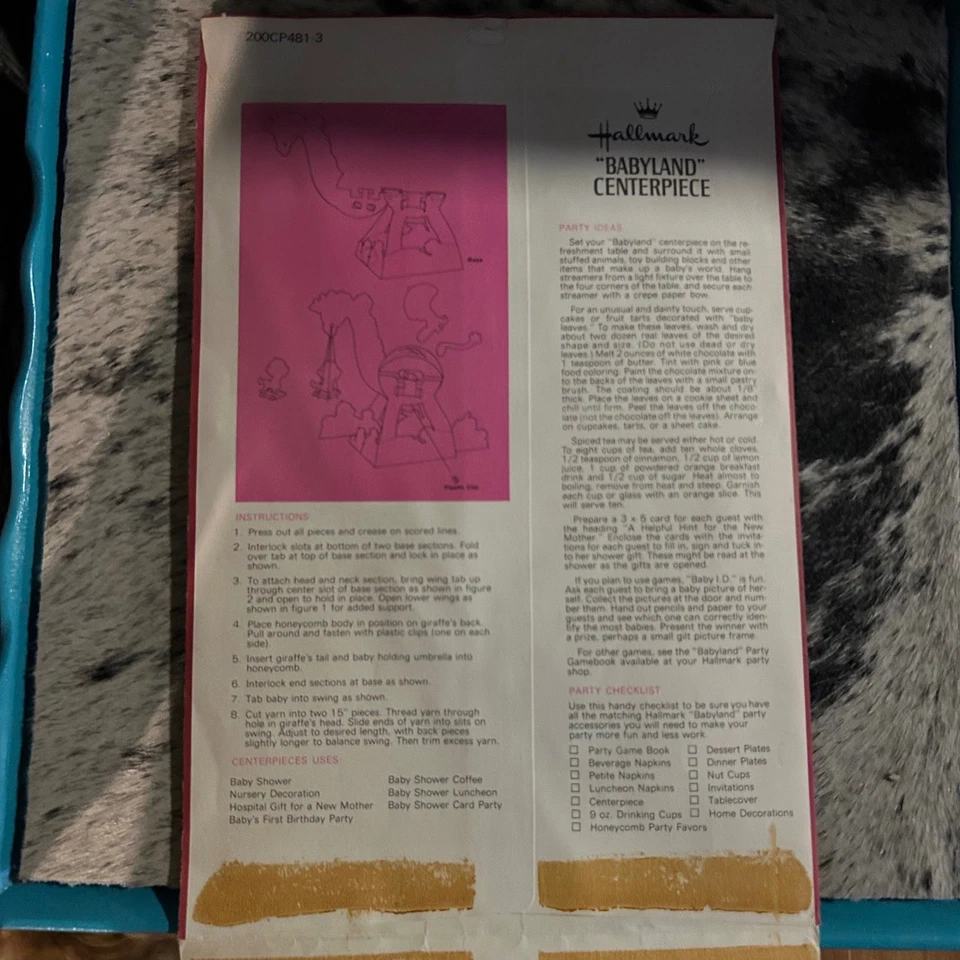 200CP481-3
Base
Plastic Clip
INSTRUCTIONS
1. Press out all pieces and crease on scored lines.
2. Interlock slots at bottom of two base sections. Fold
over tab at top of base section and lock in place as
shown.
3. To attach head and neck section, bring wing tab up
through center slot of base section as shown in figure
2 and open to hold in place. Open lower wings as
shown in figure 1 for added support.
4. Place honeycomb body in position on giraffe's back.
Pull around and fasten with plastic clips (one on each
side).
5. Insert giraffe's tail and baby holding umbrella into
honeycomb.
6. Interlock end sections at base as shown.
7. Tab baby into swing as shown.
8. Cut yarn into two 15" pieces. Thread yarn through
hole in giraffe's head. Slide ends of yarn into slits on
swing. Adjust to desired length, with back pieces
slightly longer to balance swing. Then trim excess yarn.
CENTERPIECES USES
Baby Shower
Nursery Decoration
Hospital Gift for a New Mother
Baby's First Birthday Party
Baby Shower Coffee
Baby Shower Luncheon
Baby Shower Card Party
Hallmark
"BABYLAND"
CENTERPIECE
PARTY IDEAS
Set your "Babyland" centerpiece on the re-
freshment table and surround it with small
stuffed animals, toy building blocks and other
items that make up a baby's world. Hang
streamers from a light fixture over the table to
the four corners of the table, and secure each
streamer with a crepe paper bow.
For an unusual and dainty touch, serve cup-
cakes or fruit tarts decorated with "baby
leaves." To make these leaves, wash and dry
about two dozen real leaves of the desired
shape and size. (Do not use dead or dry
leaves.) Melt 2 ounces of white chocolate with
1 teaspoon of butter. Tint with pink or blue
food coloring. Paint the chocolate mixture on-
to the backs of the leaves with a small pastry
brush. The coating should be about 1/8"
thick. Place the leaves on a cookie sheet and
chill until firm. Peel the leaves off the choco-
late (not the chocolate off the leaves). Arrange
on cupcakes, tarts, or a sheet cake.
Spiced tea may be served either hot or cold.
To eight cups of tea, add ten whole cloves,
1/2 teaspoon of cinnamon, 1/2 cup of lemon
juice, 1 cup of powdered orange breakfast
drink and 1/2 cup of sugar. Heat almost to
boiling, remove from heat and steep. Garnish
each cup or glass with an orange slice. This
will serve ten.
Prepare a 3 x 5 card for each guest with
the heading "A Helpful Hint for the New
Mother." Enclose the cards with the invita-
tions for each guest to fill in, sign and tuck in-
to her shower gift. These might be read at the
shower as the gifts are opened.
If you plan to use games, "Baby I.D." is fun.
Ask each guest to bring a baby picture of her-
self. Collect the pictures at the door and num-
ber them. Hand out pencils and paper to your
guests and see which one can correctly iden-
tify the most babies. Present the winner with
a prize, perhaps a small gilt picture frame.
For other games, see the "Babyland" Party
Gamebook available at your Hallmark party
shop.
PARTY CHECKLIST
Use this handy checklist to be sure you have
all the matching Hallmark "Babyland" party
accessories you will need to make your
party more fun and less work.
Party Game Book
Beverage Napkins
Petite Napkins
Luncheon Napkins
Centerpiece
9 oz. Drinking Cups
Honeycomb Party Favors
Dessert Plates
Dinner Plates
Nut Cups
Invitations
Tablecover
Home Decorations